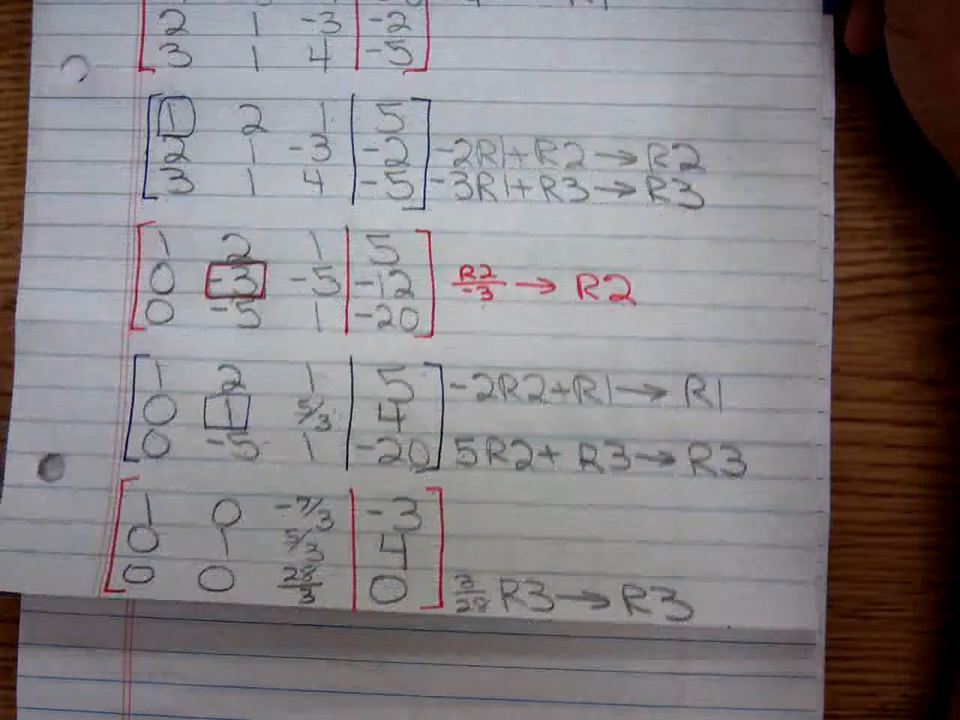 2 1 -3 -2
3 1 4 -5
1 2 1 5
2 1 -3 -2 -2R1+R2→R2
3 1 4 -5 -3R1+R3→R3
1 2 1 5
0 -3 -5 -12 R2/-3 → R2
0 -5 1 -20
1 2 1 5 -2R2+R1→R1
0 1 5/3 4
0 -5 1 -20 5R2+R3→R3
1 0 -7/3 -3
0 1 5/3 4
0 0 28/3 0 3/28 R3→R3